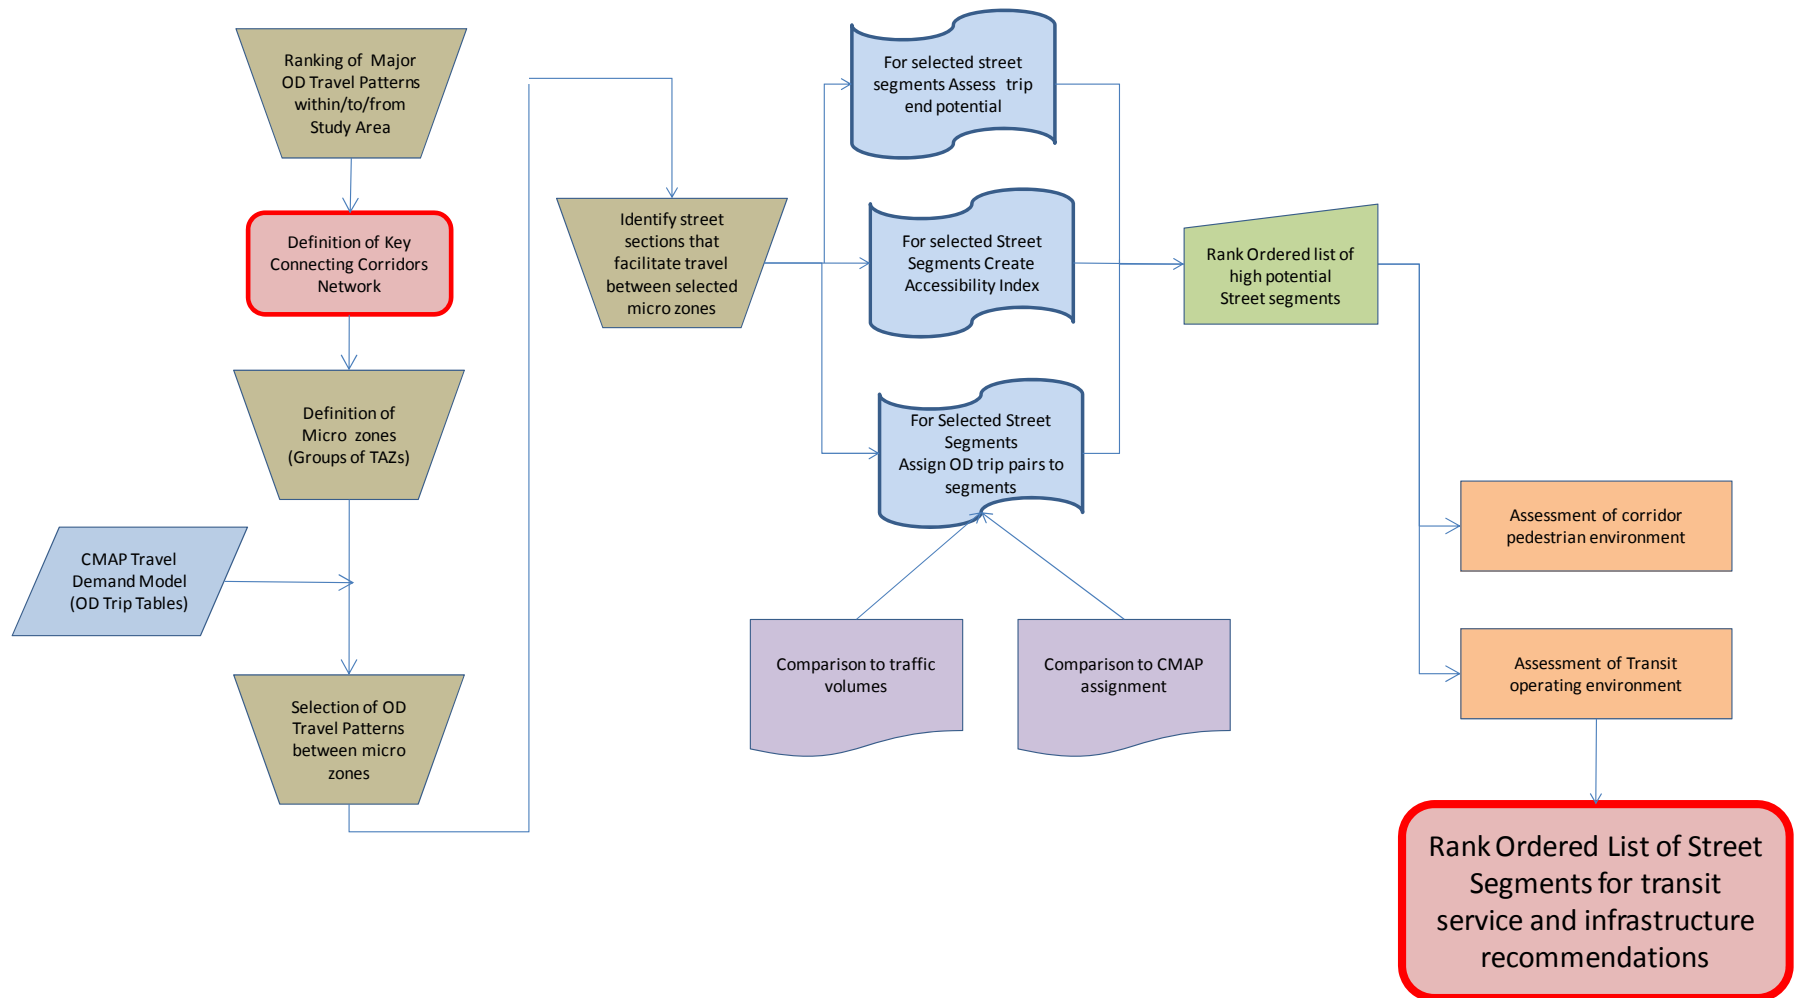 Ranking of Major
OD Travel Patterns
within/to/from
Study Area
Definition of Key
Connecting Corridors
Network
Definition of
Micro zones
(Groups of TAZs)
CMAP Travel
Demand Model
(OD Trip Tables)
Selection of OD
Travel Patterns
between micro
zones
Identify street
sections that
facilitate travel
between selected
micro zones
For selected street
segments Assess trip
end potential
For selected Street
Segments Create
Accessibility Index
For Selected Street
Segments
Assign OD trip pairs to
segments
Comparison to traffic
volumes
Comparison to CMAP
assignment
Rank Ordered list of
high potential
Street segments
Assessment of corridor
pedestrian environment
Assessment of Transit
operating environment
Rank Ordered List of Street
Segments for transit
service and infrastructure
recommendations